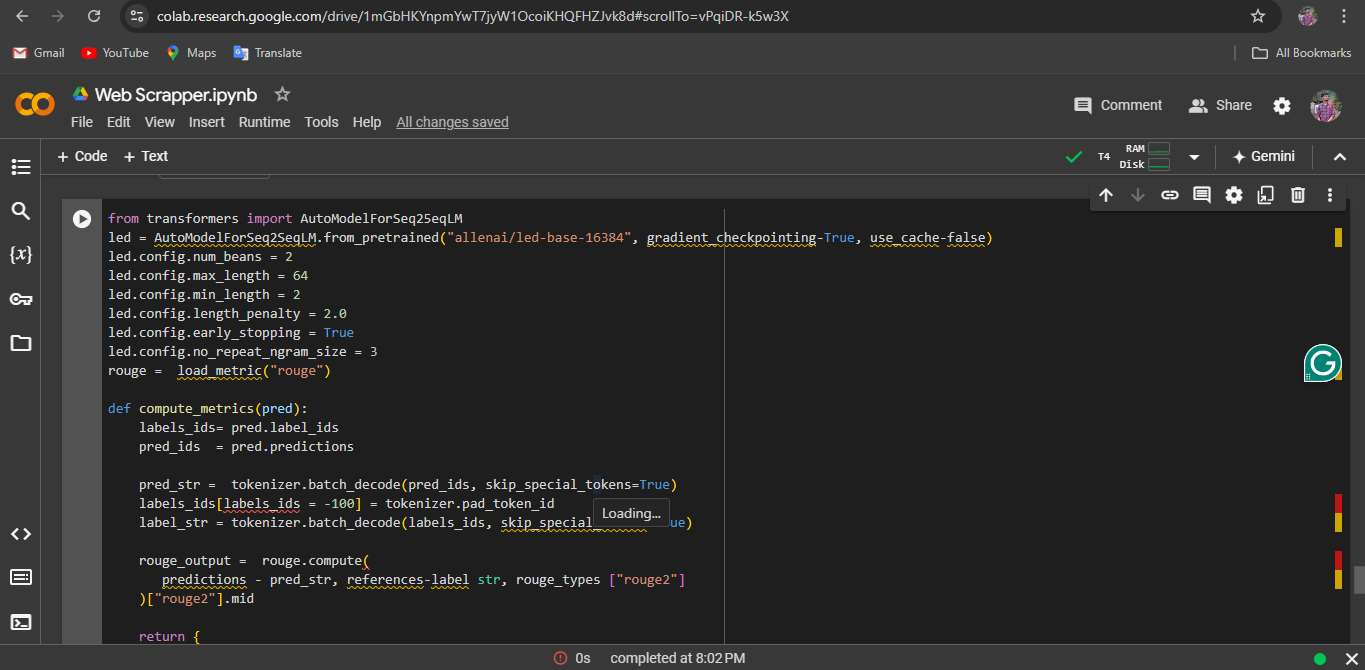 colab.research.google.com/drive/1mGbHKYnpmYwT7jyW1OcoiKHQFHZJvk8d#scrollTo=vPqiDR-k5w3X
Gmail YouTube Maps Translate All Bookmarks
Web Scrapper.ipynb
Comment Share
File Edit View Insert Runtime Tools Help All changes saved
+ Code + Text T4 RAM Disk Gemini
from transformers import AutoModelForSeq25eqLM
led = AutoModelForSeq2SeqLM.from_pretrained("allenai/led-base-16384", gradient_checkpointing-True, use_cache-false)
led.config.num_beans = 2
led.config.max_length = 64
led.config.min_length = 2
led.config.length_penalty = 2.0
led.config.early_stopping = True
led.config.no_repeat_ngram_size = 3
rouge =  load_metric("rouge")
def compute_metrics(pred):
labels_ids= pred.label_ids
pred_ids  = pred.predictions
pred_str =  tokenizer.batch_decode(pred_ids, skip_special_tokens=True)
labels_ids[labels_ids = -100] = tokenizer.pad_token_id
Loading...
label_str = tokenizer.batch_decode(labels_ids, skip_special ue)
rouge_output =  rouge.compute(
predictions - pred_str, references-label str, rouge_types ["rouge2"]
)["rouge2"].mid
return {
0s completed at 8:02 PM